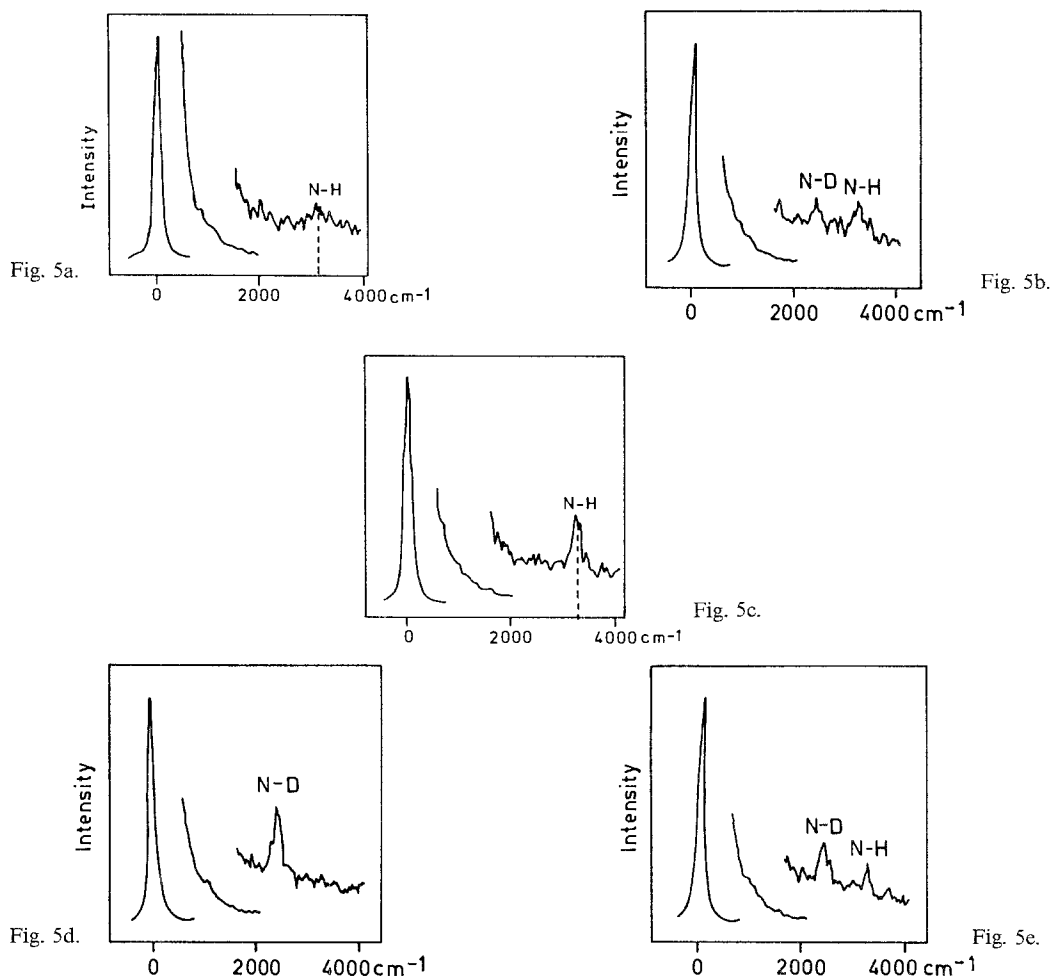 Intensity
N-H
0 2000 4000 cm-1
Fig. 5a.
Intensity
N-D N-H
0 2000 4000 cm-1
Fig. 5b.
N-H
0 2000 4000 cm-1
Fig. 5c.
Intensity
N-D
0 2000 4000 cm-1
Fig. 5d.
Intensity
N-D
N-H
0 2000 4000 cm-1
Fig. 5e.